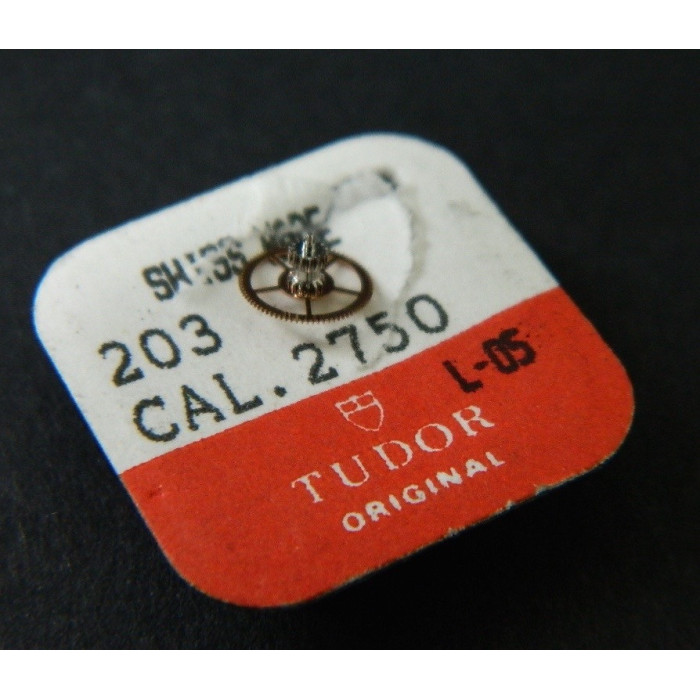 SWISS MADE
203
CAL. 2750
L-05
TUDOR
ORIGINAL